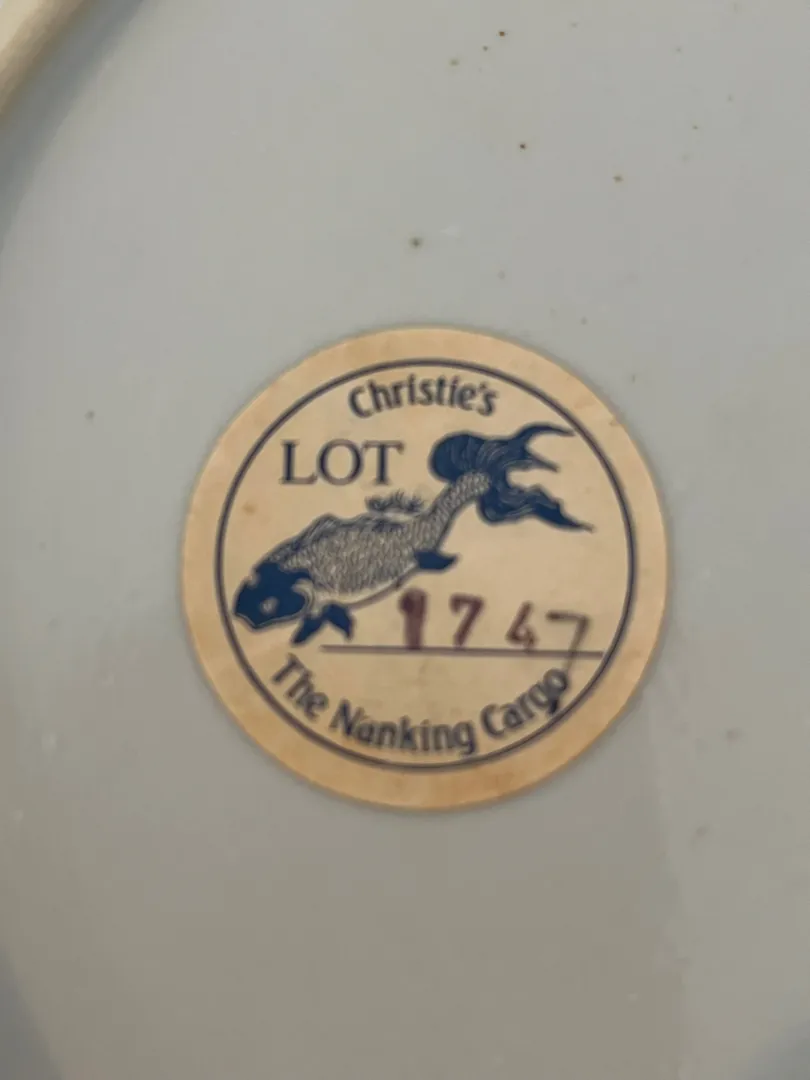 Christie's
LOT
1747
The Nanking Cargo